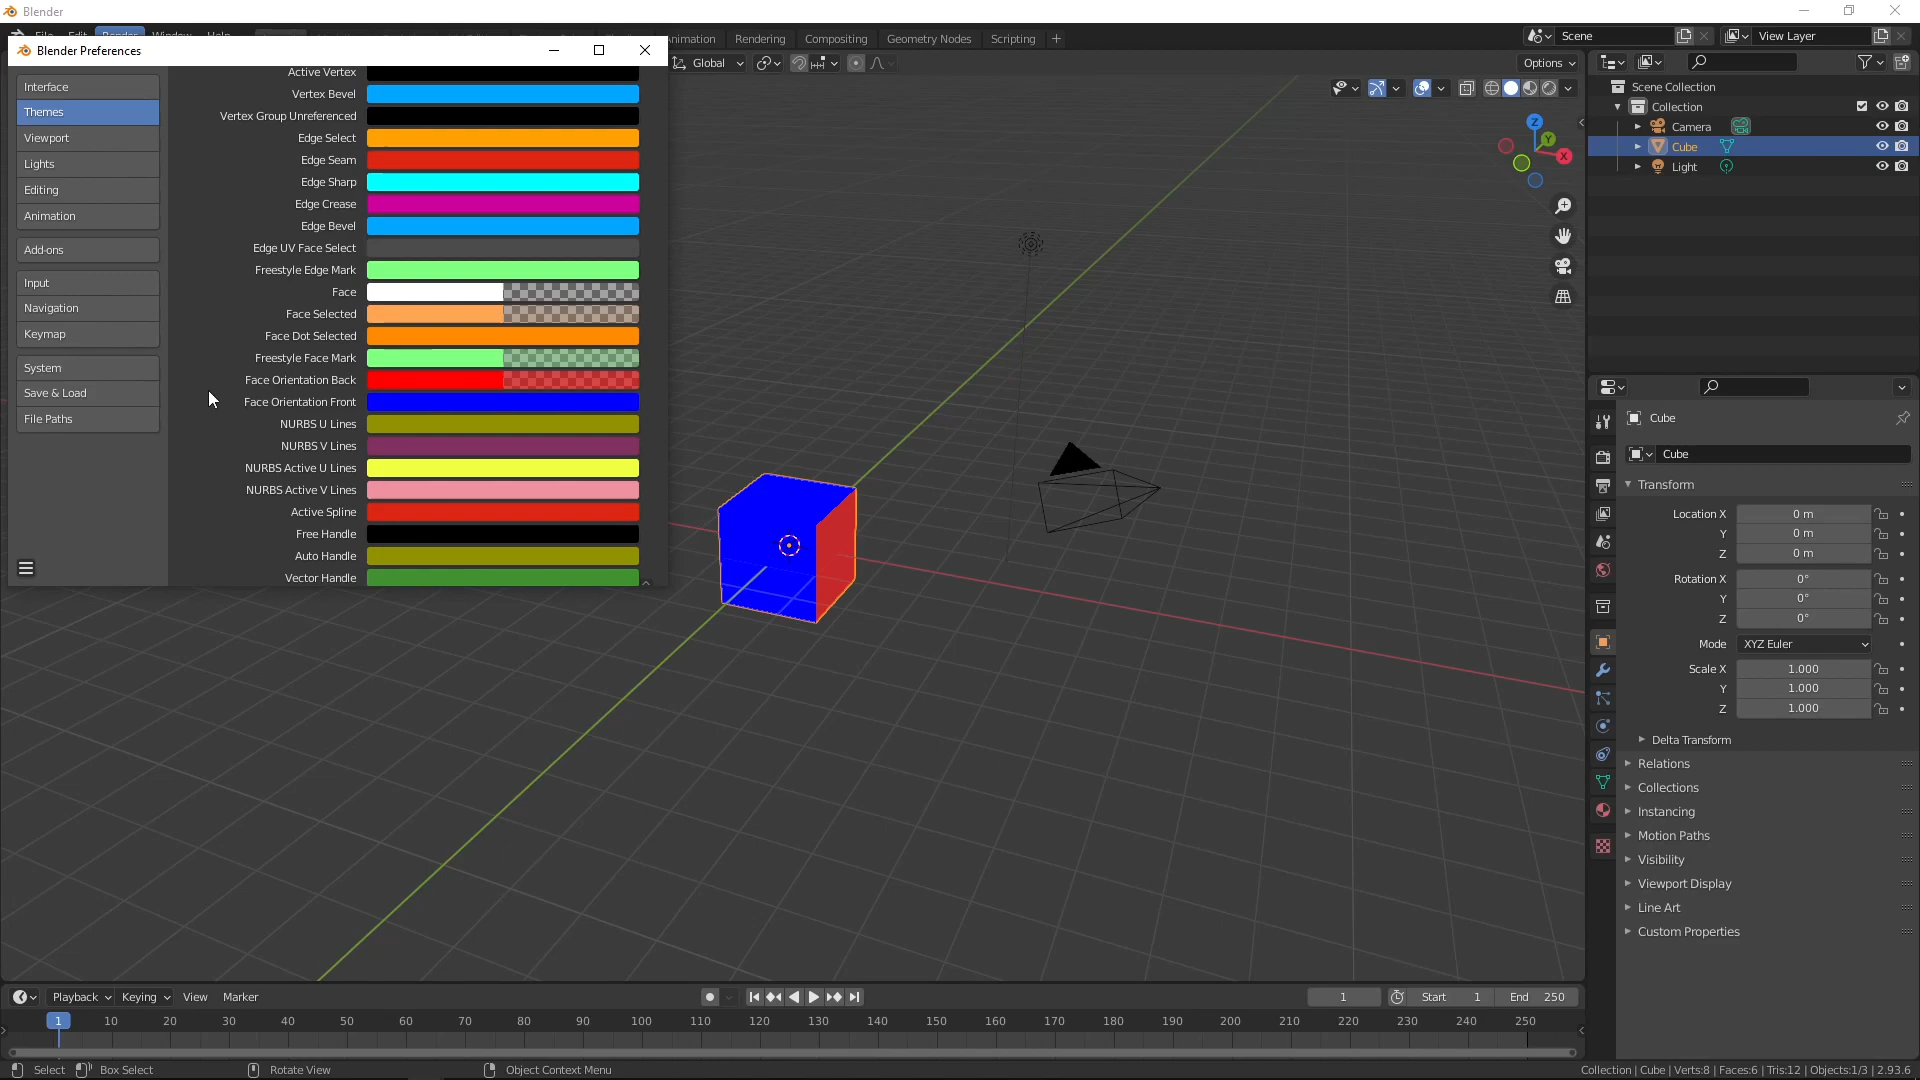 Blender
File Edit Render Window Help
Animation Rendering Compositing Geometry Nodes Scripting
Scene
View Layer
Blender Preferences
Global
Options
Interface
Themes
Viewport
Lights
Editing
Animation
Add-ons
Input
Navigation
Keymap
System
Save & Load
File Paths
Active Vertex
Vertex Bevel
Vertex Group Unreferenced
Edge Select
Edge Seam
Edge Sharp
Edge Crease
Edge Bevel
Edge UV Face Select
Freestyle Edge Mark
Face
Face Selected
Face Dot Selected
Freestyle Face Mark
Face Orientation Back
Face Orientation Front
NURBS U Lines
NURBS V Lines
NURBS Active U Lines
NURBS Active V Lines
Active Spline
Free Handle
Auto Handle
Vector Handle
Z
Y
X
Scene Collection
Collection
Camera
Cube
Light
Cube
Cube
Transform
Location X 0 m
Y 0 m
Z 0 m
Rotation X 0°
Y 0°
Z 0°
Mode XYZ Euler
Scale X 1.000
Y 1.000
Z 1.000
Delta Transform
Relations
Collections
Instancing
Motion Paths
Visibility
Viewport Display
Line Art
Custom Properties
Playback Keying View Marker
1 Start 1 End 250
1 10 20 30 40 50 60 70 80 90 100 110 120 130 140 150 160 170 180 190 200 210 220 230 240 250
Select Box Select Rotate View Object Context Menu
Collection | Cube | Verts:8 | Faces:6 | Tris:12 | Objects:1/3 | 2.93.6